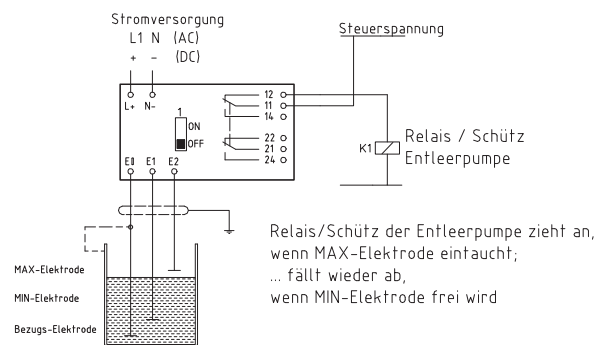 Stromversorgung
L1 N (AC)
+ - (DC)
Steuerspannung
L+ N-
1
ON
OFF
12
11
14
22
21
24
E0 E1 E2
K1
Relais / Schütz
Entleerpumpe
Relais/Schütz der Entleerpumpe zieht an,
wenn MAX-Elektrode eintaucht;
... fällt wieder ab,
wenn MIN-Elektrode frei wird
MAX-Elektrode
MIN-Elektrode
Bezugs-Elektrode